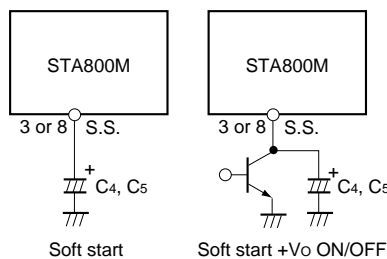 STA800M
3 or 8 S.S.
+
C4, C5
Soft start
STA800M
3 or 8 S.S.
+
C4, C5
Soft start +VO ON/OFF